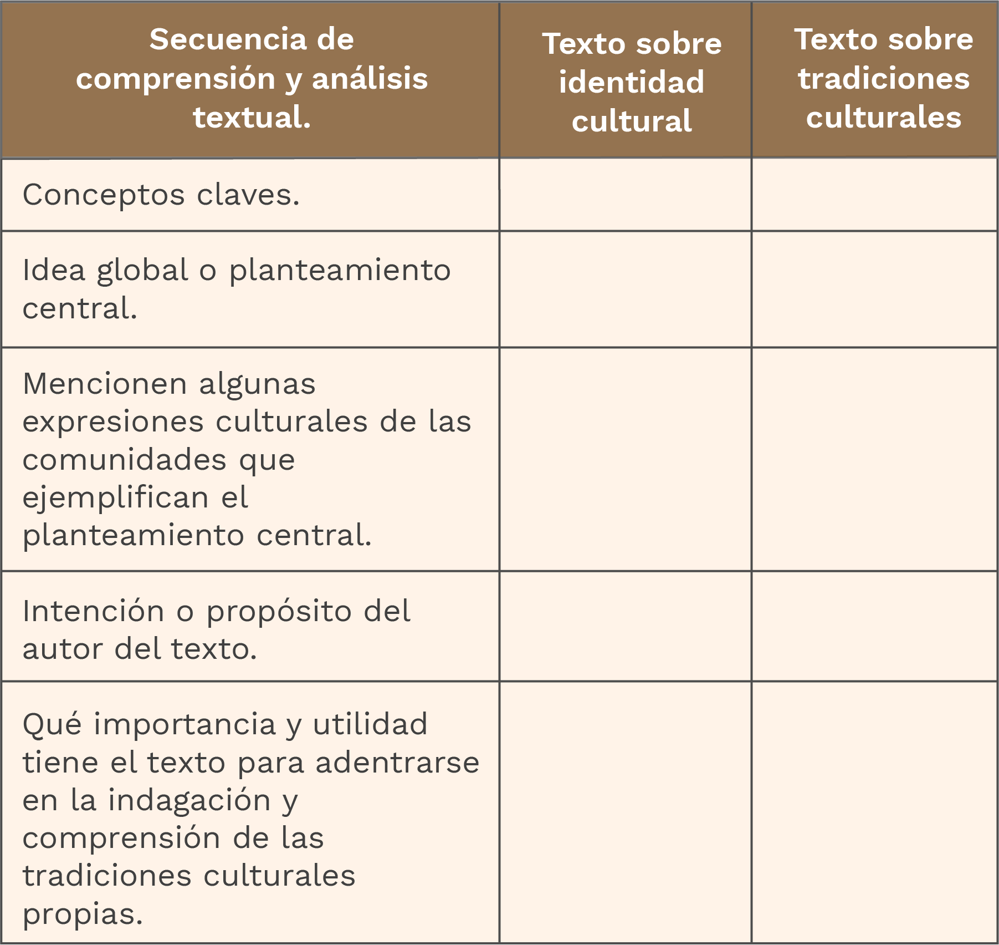 Secuencia de
comprensión y análisis
textual.
Texto sobre
identidad
cultural
Texto sobre
tradiciones
culturales
Conceptos claves.
Idea global o planteamiento
central.
Mencionen algunas
expresiones culturales de las
comunidades que
ejemplifican el
planteamiento central.
Intención o propósito del
autor del texto.
Qué importancia y utilidad
tiene el texto para adentrarse
en la indagación y
comprensión de las
tradiciones culturales
propias.